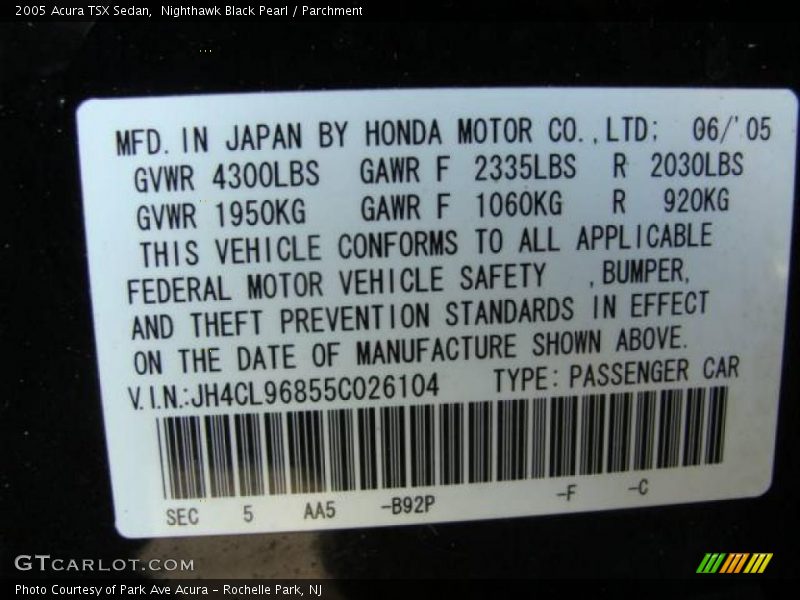 2005 Acura TSX Sedan,  Nighthawk Black Pearl / Parchment
MFD. IN JAPAN BY HONDA MOTOR CO.,LTD; 06/'05
GVWR 4300LBS GAWR F 2335LBS R 2030LBS
GVWR 1950KG GAWR F 1060KG R 920KG
THIS VEHICLE CONFORMS TO ALL APPLICABLE
FEDERAL MOTOR VEHICLE SAFETY ,BUMPER,
AND THEFT PREVENTION STANDARDS IN EFFECT
ON THE DATE OF MANUFACTURE SHOWN ABOVE.
V.I.N.:JH4CL96855C026104 TYPE: PASSENGER CAR
SEC 5 AA5 -B92P -F -C
GTCARLOT.COM
Photo Courtesy of Park Ave Acura - Rochelle Park, NJ